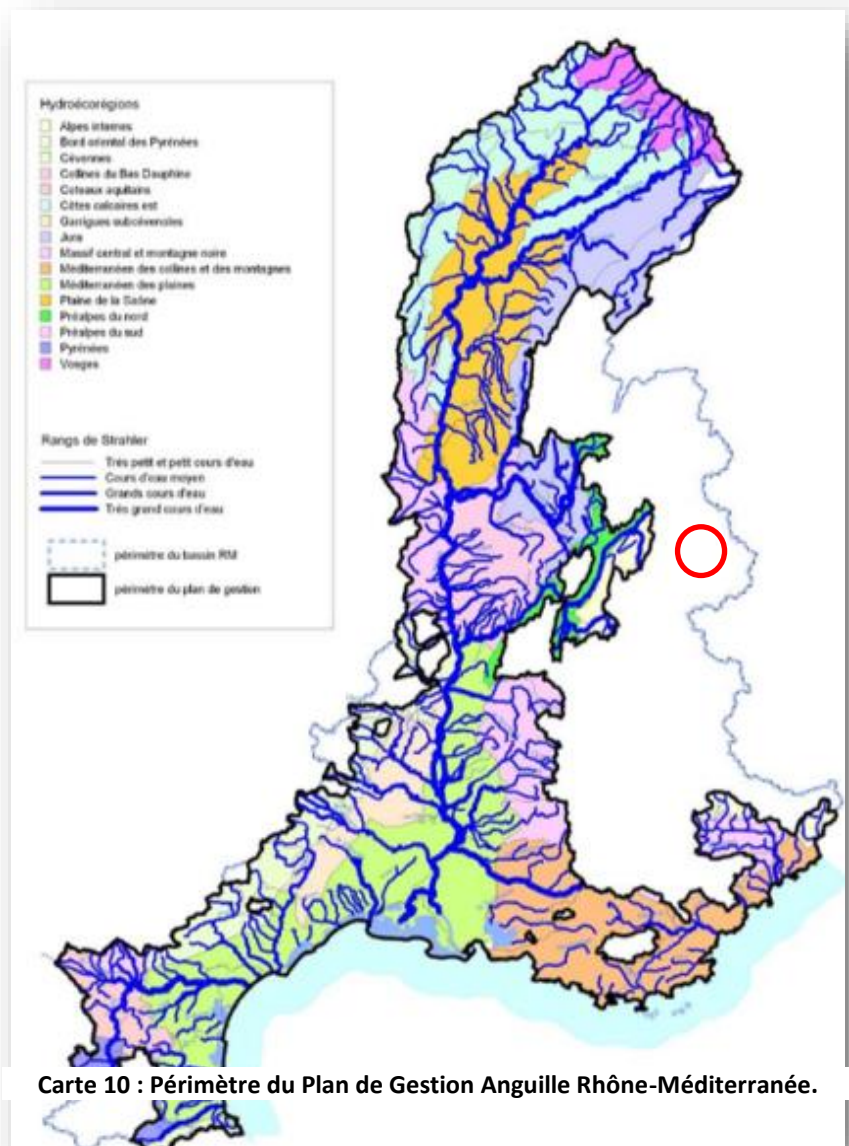 Hydroécorégions
Alpes internes
Bord oriental des Pyrénées
Cévennes
Collines du Bas Dauphine
Coteaux aquitains
Côtes calcaires est
Garrigues subcévenoles
Jura
Massif central et montagne noire
Méditerranéen des collines et des montagnes
Méditerranéen des plaines
Plaine de la Saône
Préalpes du nord
Préalpes du sud
Pyrénées
Vosges
Rangs de Strahler
Très petit et petit cours d'eau
Cours d'eau moyen
Grands cours d'eau
Très grand cours d'eau
périmètre du bassin RM
périmètre du plan de gestion
Carte 10 : Périmètre du Plan de Gestion Anguille Rhône-Méditerranée.